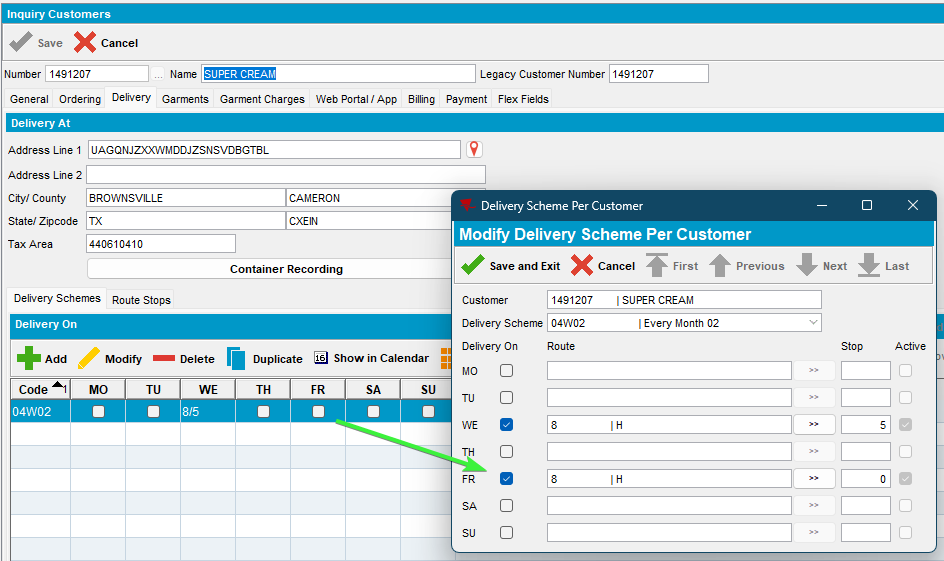 Inquiry Customers
Save Cancel
Number 1491207 ... Name SUPER CREAM Legacy Customer Number 1491207
General Ordering Delivery Garments Garment Charges Web Portal / App Billing Payment Flex Fields
Delivery At
Address Line 1 UAGQNJZXXWMDDJZSNSVDBGTBL
Address Line 2
City/ County BROWNSVILLE CAMERON
State/ Zipcode TX CXEIN
Tax Area 440610410
Container Recording
Delivery Schemes Route Stops
Delivery On
Add Modify Delete Duplicate 16 Show in Calendar
Code 1 MO TU WE TH FR SA SU
04W02 8/5
Delivery Scheme Per Customer
Modify Delivery Scheme Per Customer
Save and Exit Cancel First Previous Next Last
Customer 1491207 | SUPER CREAM
Delivery Scheme 04W02 | Every Month 02
Delivery On Route Stop Active
MO >>
TU >>
WE 8 | H >> 5
TH >>
FR 8 | H >> 0
SA >>
SU >>